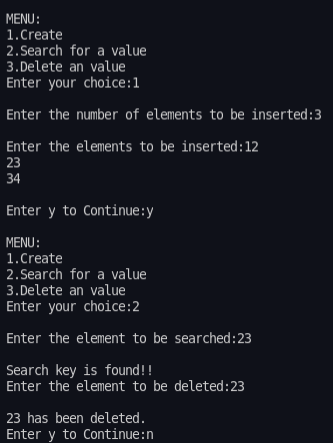 MENU:
1.Create
2.Search for a value
3.Delete an value
Enter your choice:1
Enter the number of elements to be inserted:3
Enter the elements to be inserted:12
23
34
Enter y to Continue:y
MENU:
1.Create
2.Search for a value
3.Delete an value
Enter your choice:2
Enter the element to be searched:23
Search key is found!!
Enter the element to be deleted:23
23 has been deleted.
Enter y to Continue:n